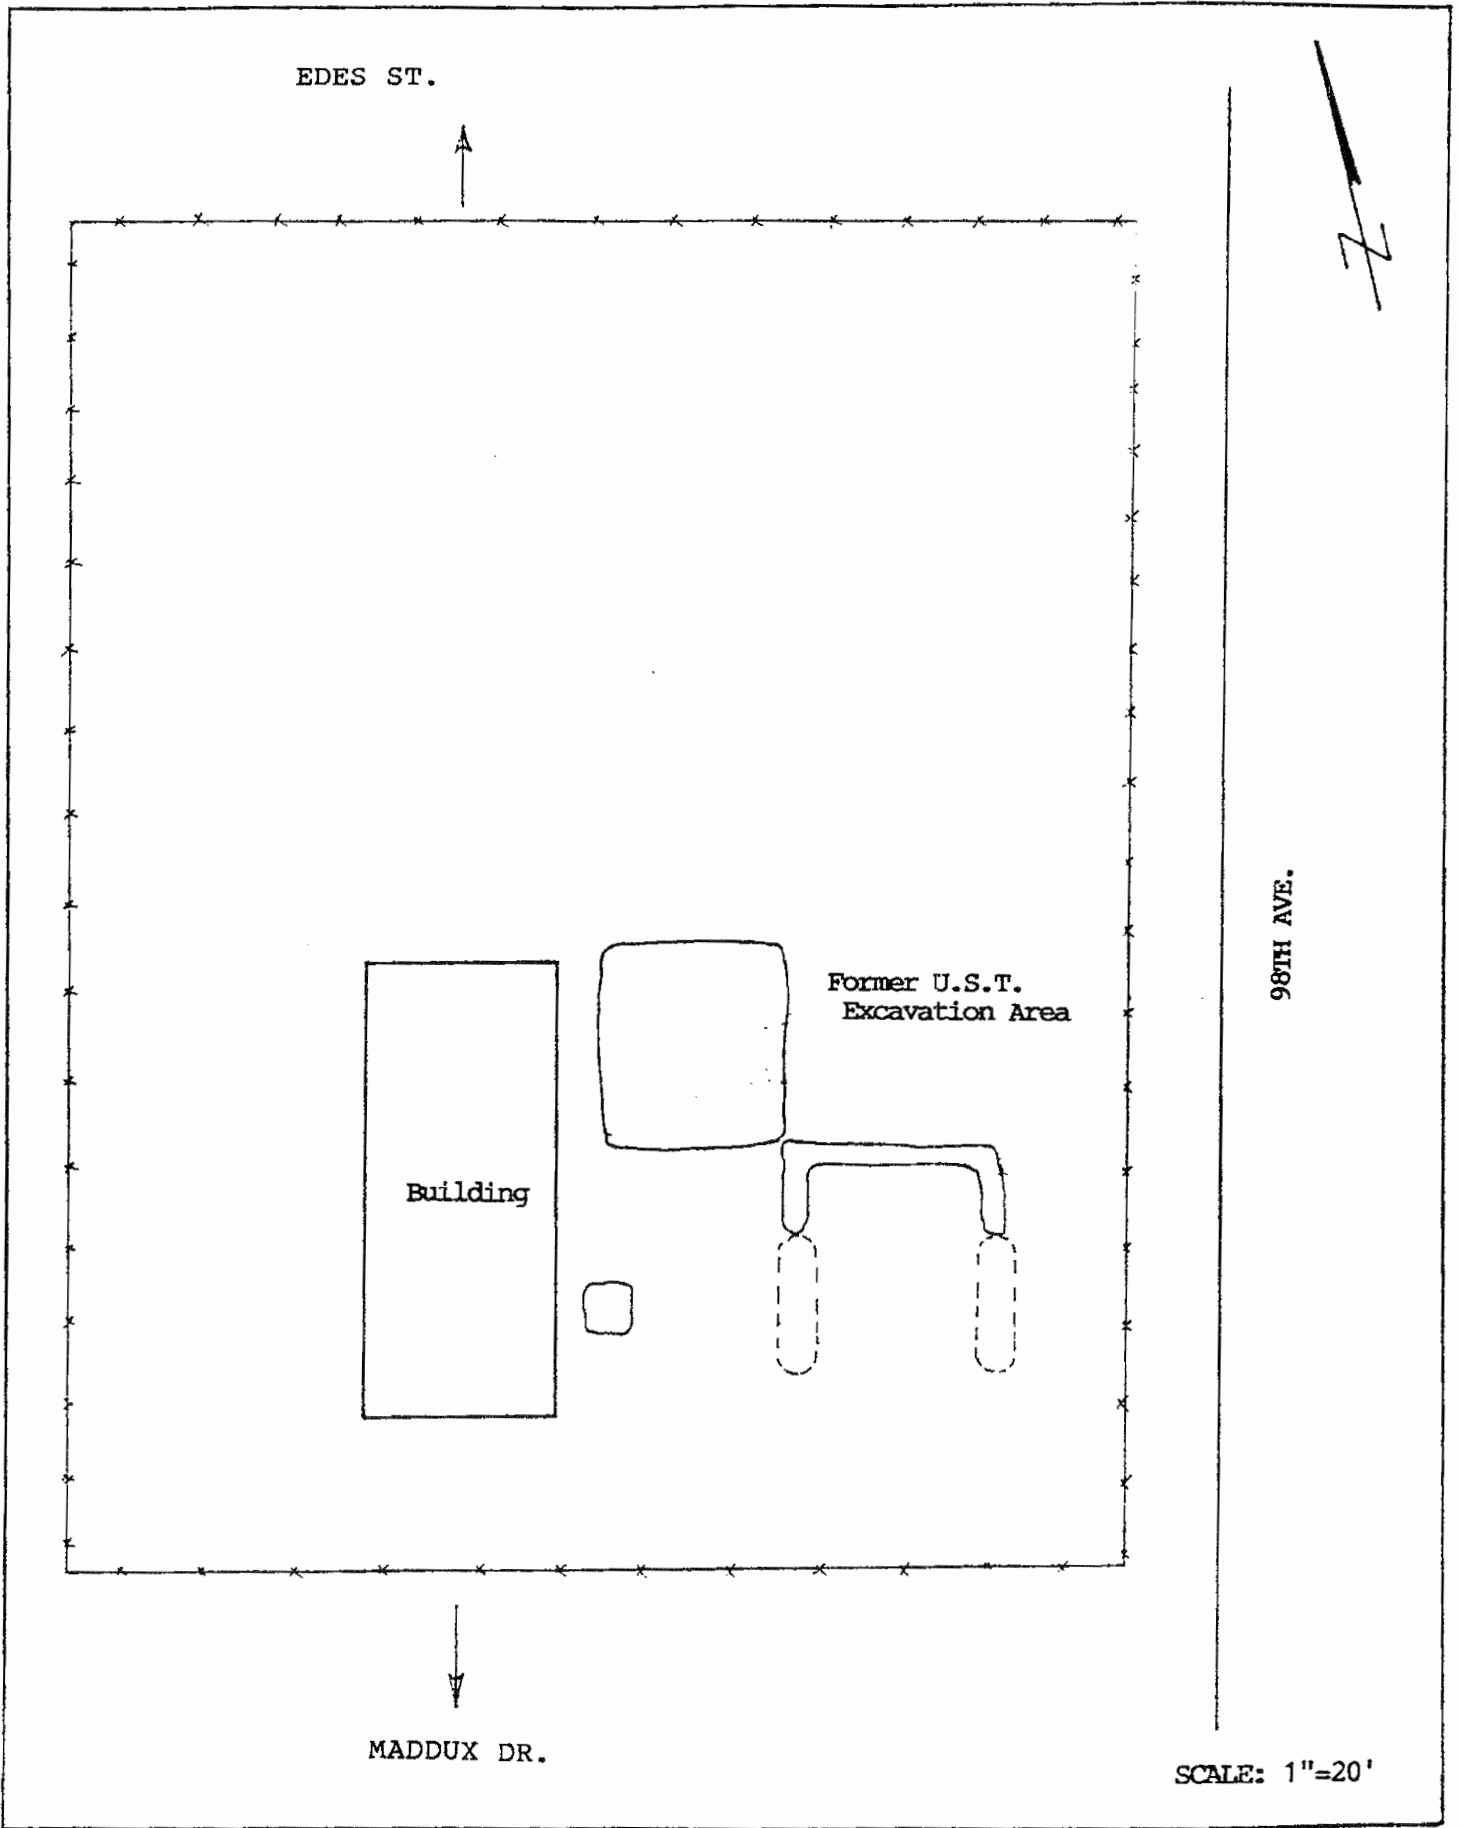 EDES ST.
N
Former U.S.T.
Excavation Area
98TH AVE.
Building
MADDUX DR.
SCALE: 1"=20'